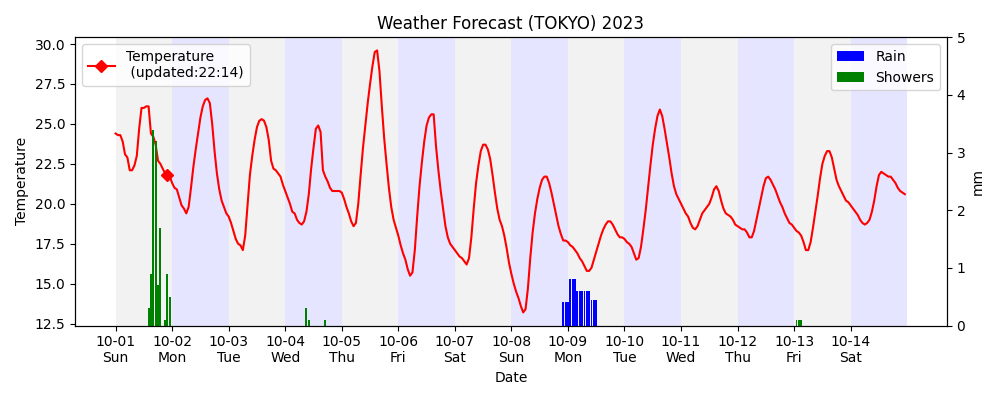 Weather Forecast (TOKYO) 2023
Temperature
(updated:22:14)
Rain
Showers
Temperature
30.0
27.5
25.0
22.5
20.0
17.5
15.0
12.5
5
4
3
2
1
0
mm
10-01 10-02 10-03 10-04 10-05 10-06 10-07 10-08 10-09 10-10 10-11 10-12 10-13 10-14
Sun Mon Tue Wed Thu Fri Sat Sun Mon Tue Wed Thu Fri Sat
Date